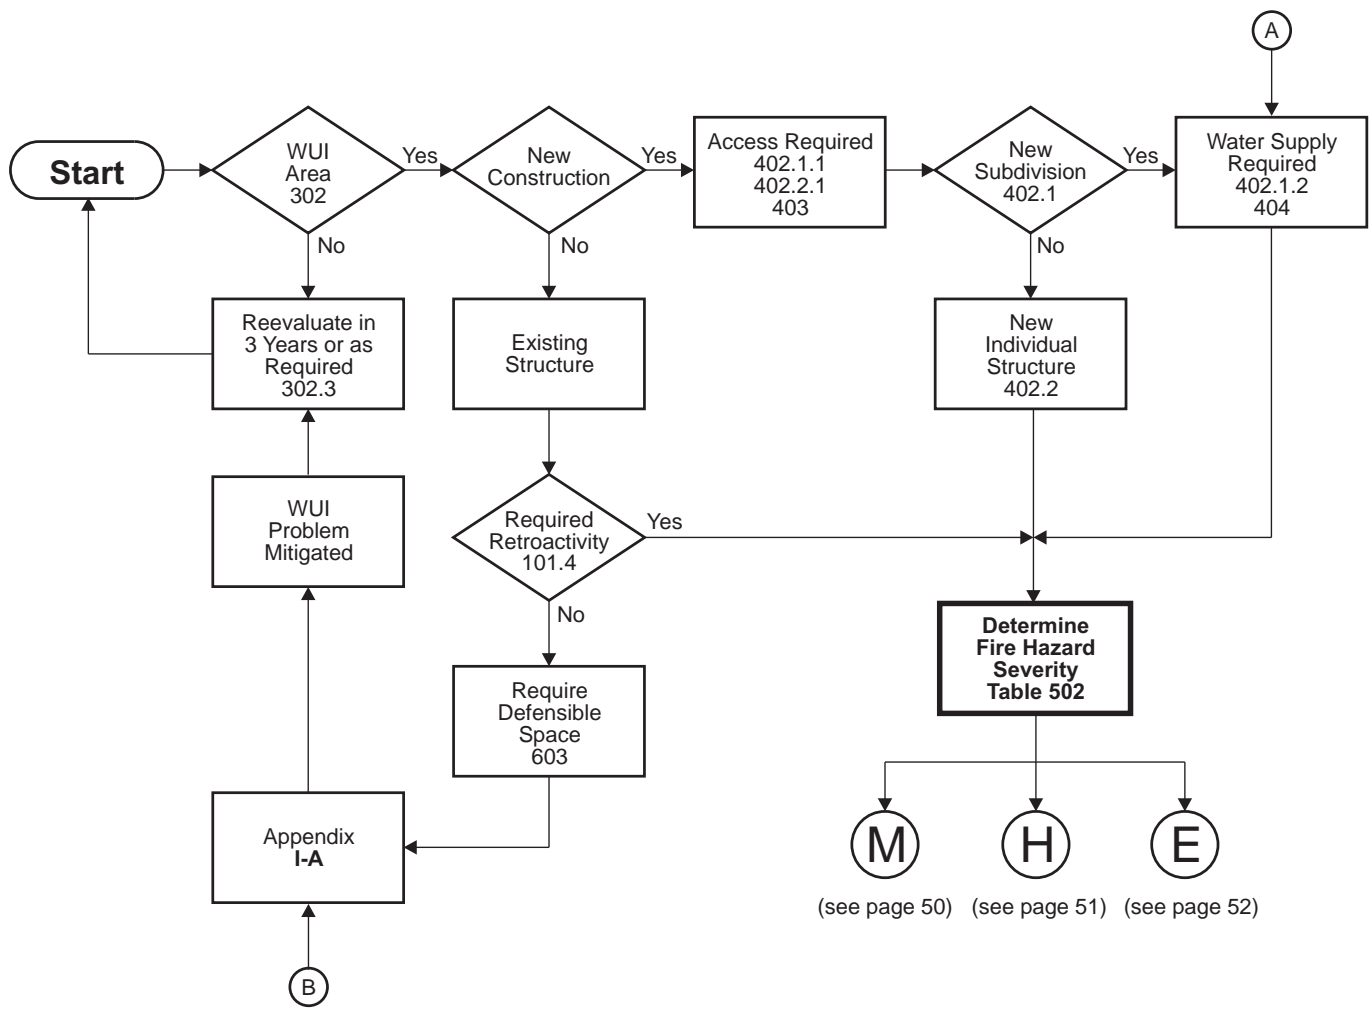 A
Start
WUI
Area
302
Yes
New
Construction
Yes
Access Required
402.1.1
402.2.1
403
New
Subdivision
402.1
Yes
Water Supply
Required
402.1.2
404
No
No
No
Reevaluate in
3 Years or as
Required
302.3
Existing
Structure
New
Individual
Structure
402.2
WUI
Problem
Mitigated
Required
Retroactivity
101.4
Yes
No
Determine
Fire Hazard
Severity
Table 502
Require
Defensible
Space
603
Appendix
I-A
M
H
E
(see page 50)
(see page 51)
(see page 52)
B